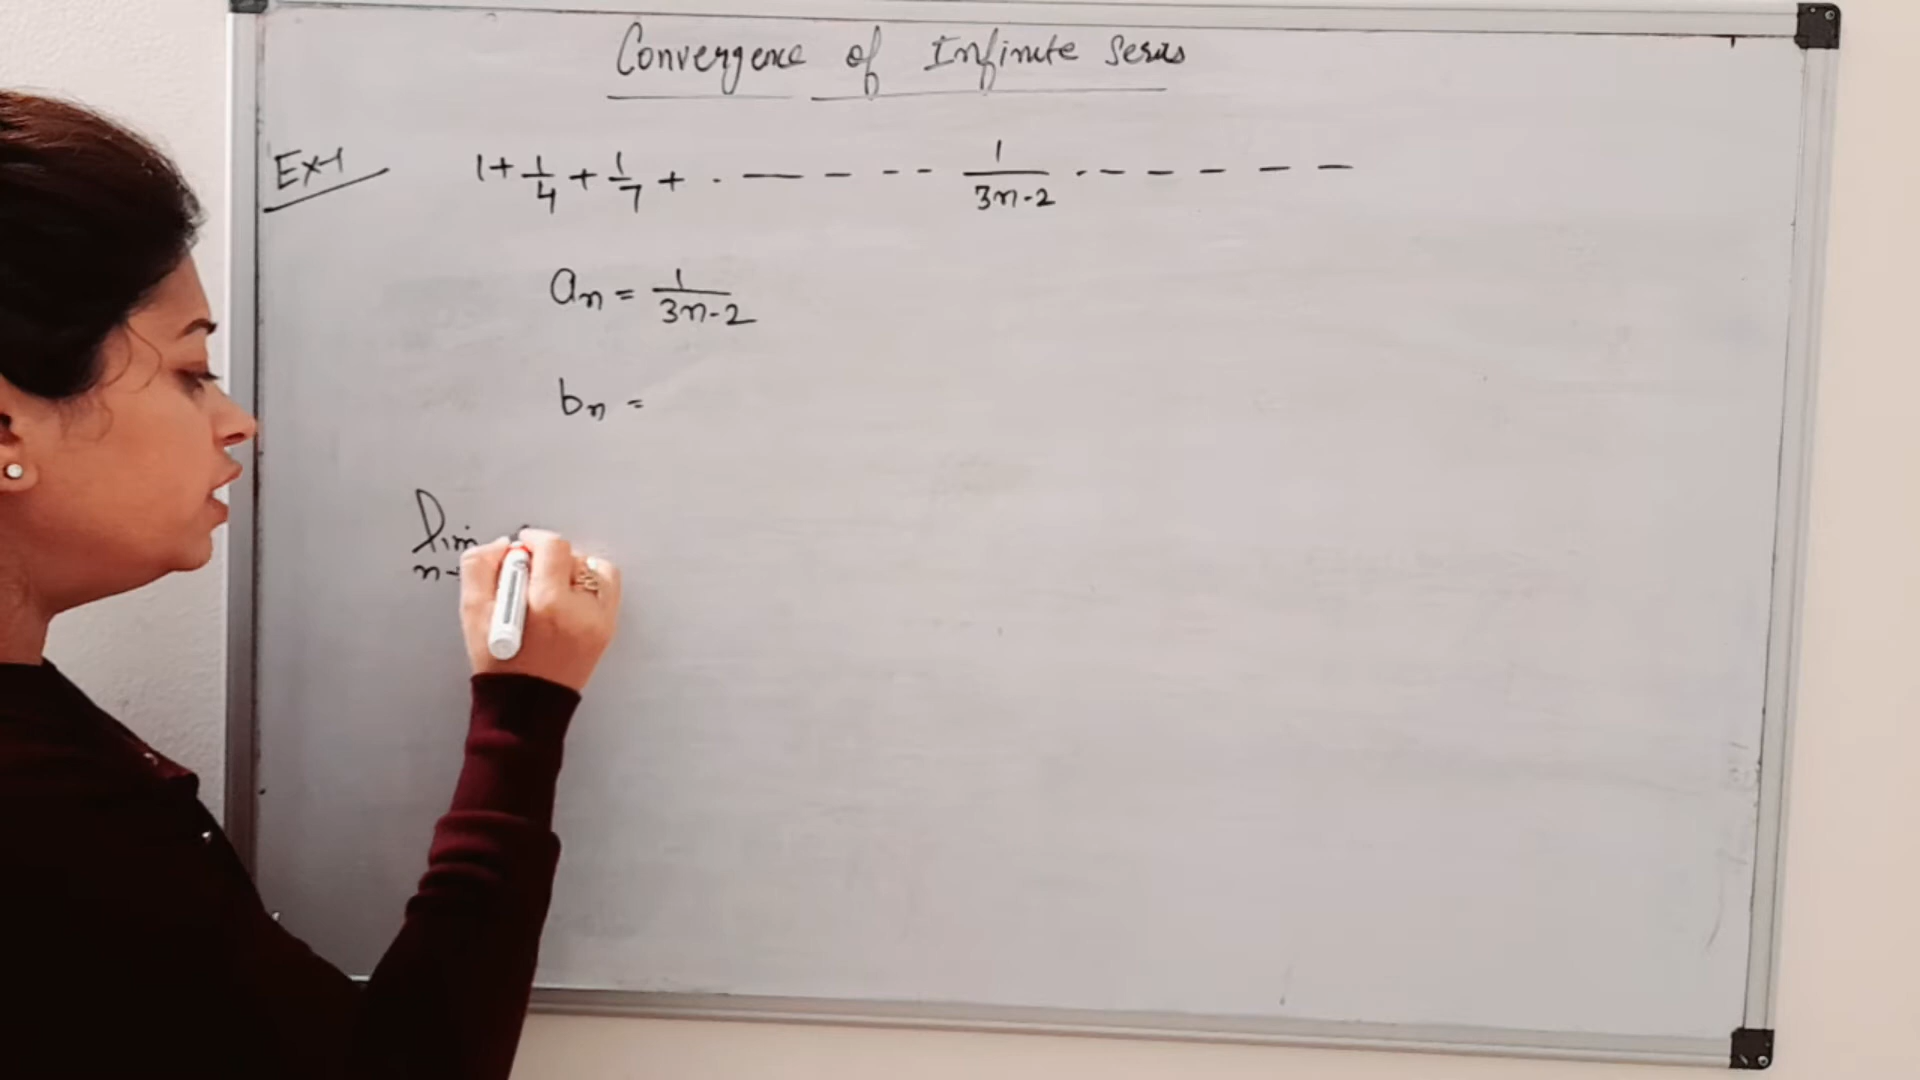 Convergence of Infinite Series
Ex-1 1 + 1/4 + 1/7 + . — - - - 1/(3n-2) . - - - - - -
an = 1/(3n-2)
bn =
lim
n